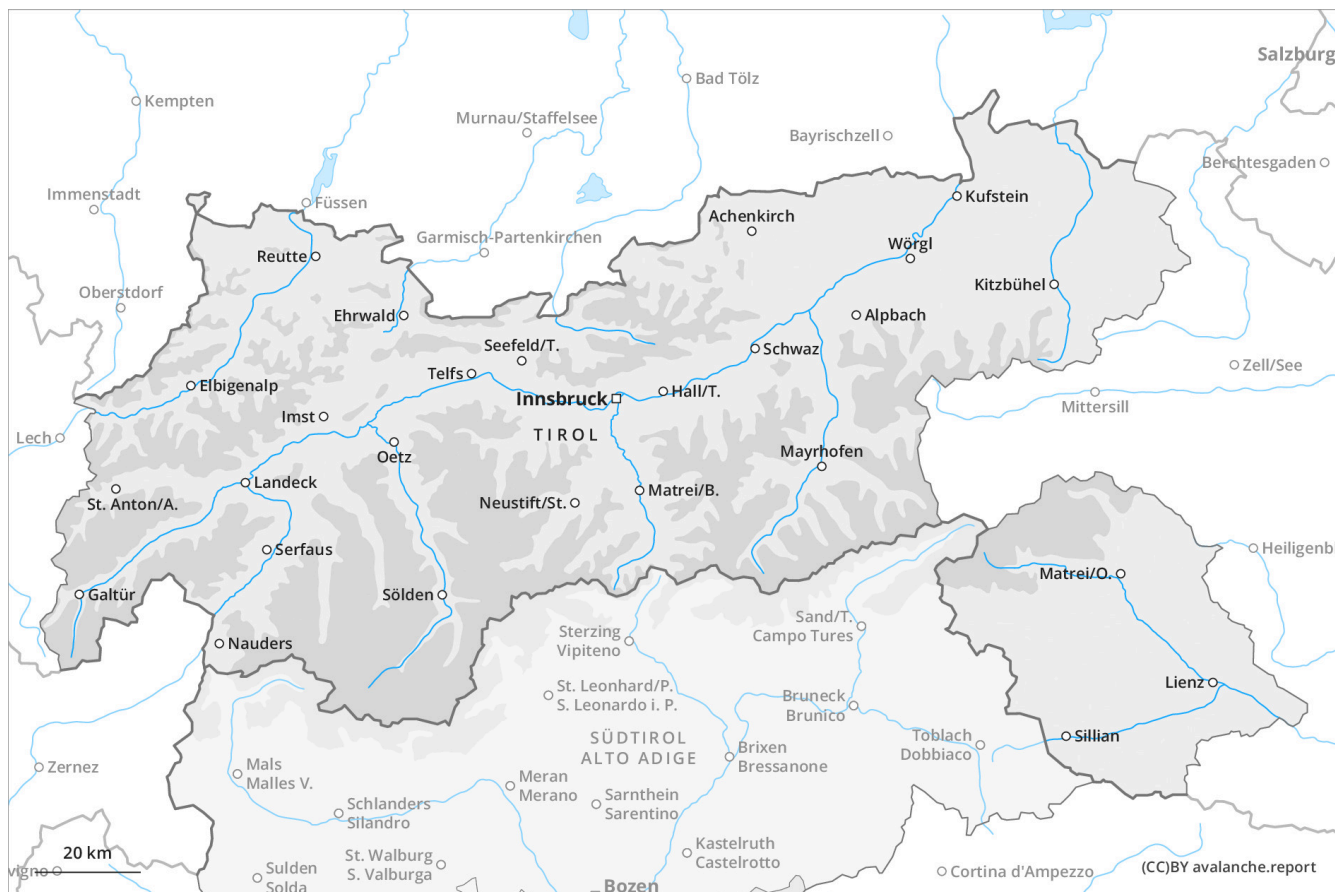 Salzburg
Bad Tölz
Kempten
Murnau/Staffelsee
Bayrischzell
Berchtesgaden
Immenstadt
Füssen
Kufstein
Achenkirch
Garmisch-Partenkirchen
Wörgl
Reutte
Kitzbühel
Oberstdorf
Ehrwald
Alpbach
Seefeld/T.
Schwaz
Telfs
Zell/See
Elbigenalp
Innsbruck
Hall/T.
Mittersill
Imst
TIROL
Lech
Oetz
Mayrhofen
Landeck
St. Anton/A.
Neustift/St.
Matrei/B.
Serfaus
Heiligenb
Matrei/O.
Galtür
Sölden
Sand/T.
Campo Tures
Sterzing
Vipiteno
Nauders
St. Leonhard/P.
S. Leonardo i. P.
Lienz
Bruneck
Brunico
SÜDTIROL
ALTO ADIGE
Toblach
Dobbiaco
Sillian
Brixen
Bressanone
Zernez
Mals
Malles V.
Meran
Merano
Schlanders
Silandro
Sarnthein
Sarentino
Kastelruth
Castelrotto
20 km
St. Walburg
S. Valburga
vigno
Sulden
Solda
Cortina d'Ampezzo
(CC)BY avalanche.report
Bozen